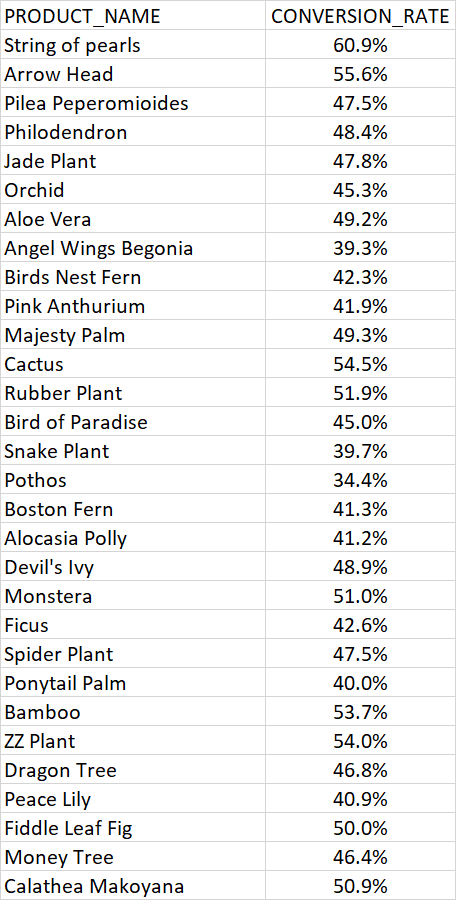 PRODUCT_NAME CONVERSION_RATE
String of pearls 60.9%
Arrow Head 55.6%
Pilea Peperomioides 47.5%
Philodendron 48.4%
Jade Plant 47.8%
Orchid 45.3%
Aloe Vera 49.2%
Angel Wings Begonia 39.3%
Birds Nest Fern 42.3%
Pink Anthurium 41.9%
Majesty Palm 49.3%
Cactus 54.5%
Rubber Plant 51.9%
Bird of Paradise 45.0%
Snake Plant 39.7%
Pothos 34.4%
Boston Fern 41.3%
Alocasia Polly 41.2%
Devil's Ivy 48.9%
Monstera 51.0%
Ficus 42.6%
Spider Plant 47.5%
Ponytail Palm 40.0%
Bamboo 53.7%
ZZ Plant 54.0%
Dragon Tree 46.8%
Peace Lily 40.9%
Fiddle Leaf Fig 50.0%
Money Tree 46.4%
Calathea Makoyana 50.9%